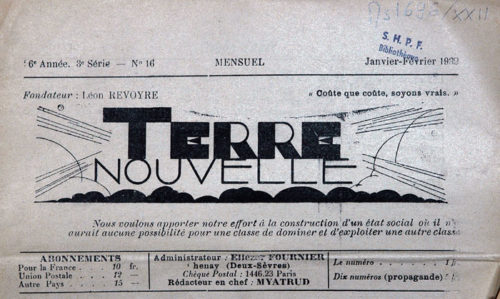 S. H. P. F.
Bibliothèque
6e Année, 3e Série — No 16 MENSUEL Janvier-Février
Fondateur : Léon REVOYRE « Coûte que coûte, soyons vrais. »
TERRE
NOUVELLE
Nous voulons apporter notre effort à la construction d'un état social où il
aurait aucune possibilité pour une classe de dominer et d'exploiter une autre
ABONNEMENTS
Pour la France 10 fr.
Union Postale 12 —
Autre Pays 15 —
Administrateur : FOURNIER
henay (Deux-Sèvres)
Chèque Postal : 1446.23 Paris
Rédacteur en chef : MYATRUD
Le numéro
Dix numéros (propagande)